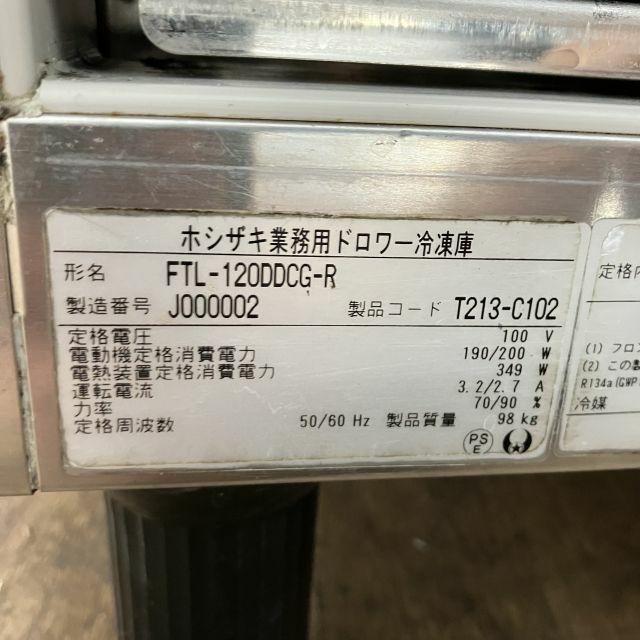 ホシザキ業務用ドロワー冷凍庫
形名 FTL-120DDCG-R
製造番号 J000002 製品コード T213-C102
定格電圧 100 V
電動機定格消費電力 190/200 W
電熱装置定格消費電力 349 W
運転電流 3.2/2.7 A
力率 70/90 %
定格周波数 50/60 Hz 製品質量 98 kg
PS
E
定格内
(1) フロン
(2) この製
R134a(GWP
冷媒